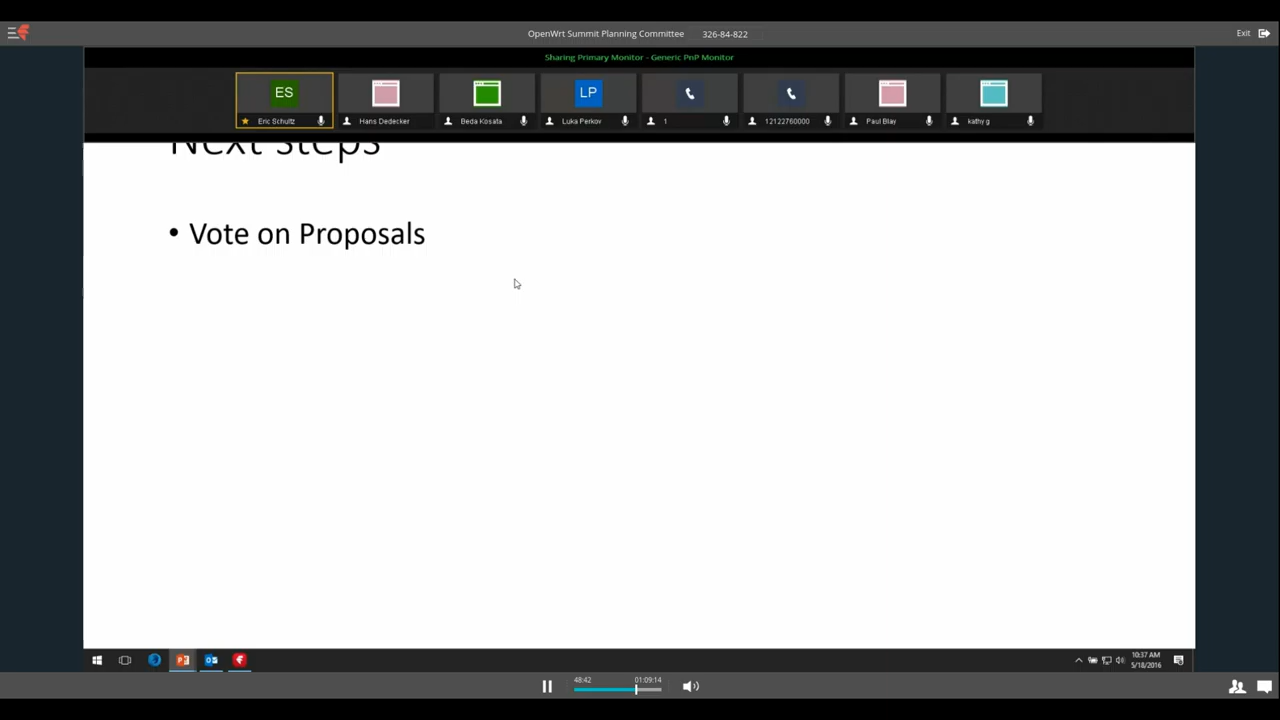 OpenWrt Summit Planning Committee 326-84-822
Exit
Sharing Primary Monitor - Generic PnP Monitor
ES
LP
Eric Schultz
Hans Dedecker
Beda Kosata
Luka Perkov
1
12122760000
Paul Blay
kathy g
Next Steps
• Vote on Proposals
10:37 AM
5/18/2016
48:42
01:09:14